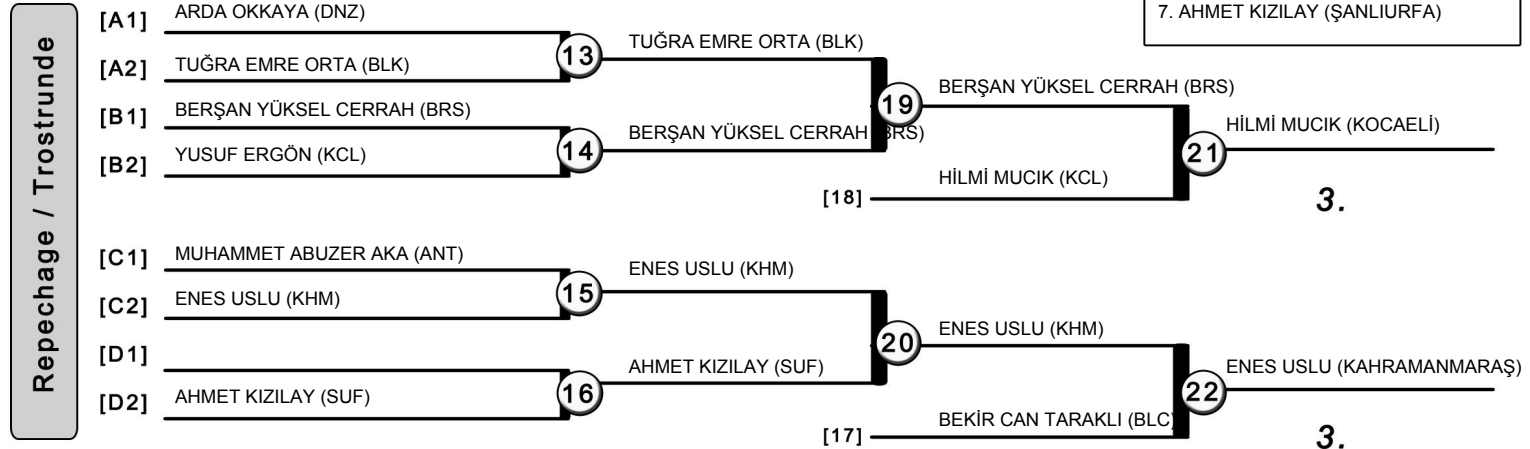 7. AHMET KIZILAY (ŞANLIURFA)
Repechage / Trostrunde
[A1] ARDA OKKAYA (DNZ)
13
TUĞRA EMRE ORTA (BLK)
[A2] TUĞRA EMRE ORTA (BLK)
19
BERŞAN YÜKSEL CERRAH (BRS)
[B1] BERŞAN YÜKSEL CERRAH (BRS)
14
BERŞAN YÜKSEL CERRAH (BRS)
21
HİLMİ MUCIK (KOCAELİ)
[B2] YUSUF ERGÖN (KCL)
[18] HİLMİ MUCIK (KCL)
3.
[C1] MUHAMMET ABUZER AKA (ANT)
15
ENES USLU (KHM)
[C2] ENES USLU (KHM)
20
ENES USLU (KHM)
[D1]
16
AHMET KIZILAY (SUF)
22
ENES USLU (KAHRAMANMARAŞ)
[D2] AHMET KIZILAY (SUF)
[17] BEKİR CAN TARAKLI (BLC)
3.